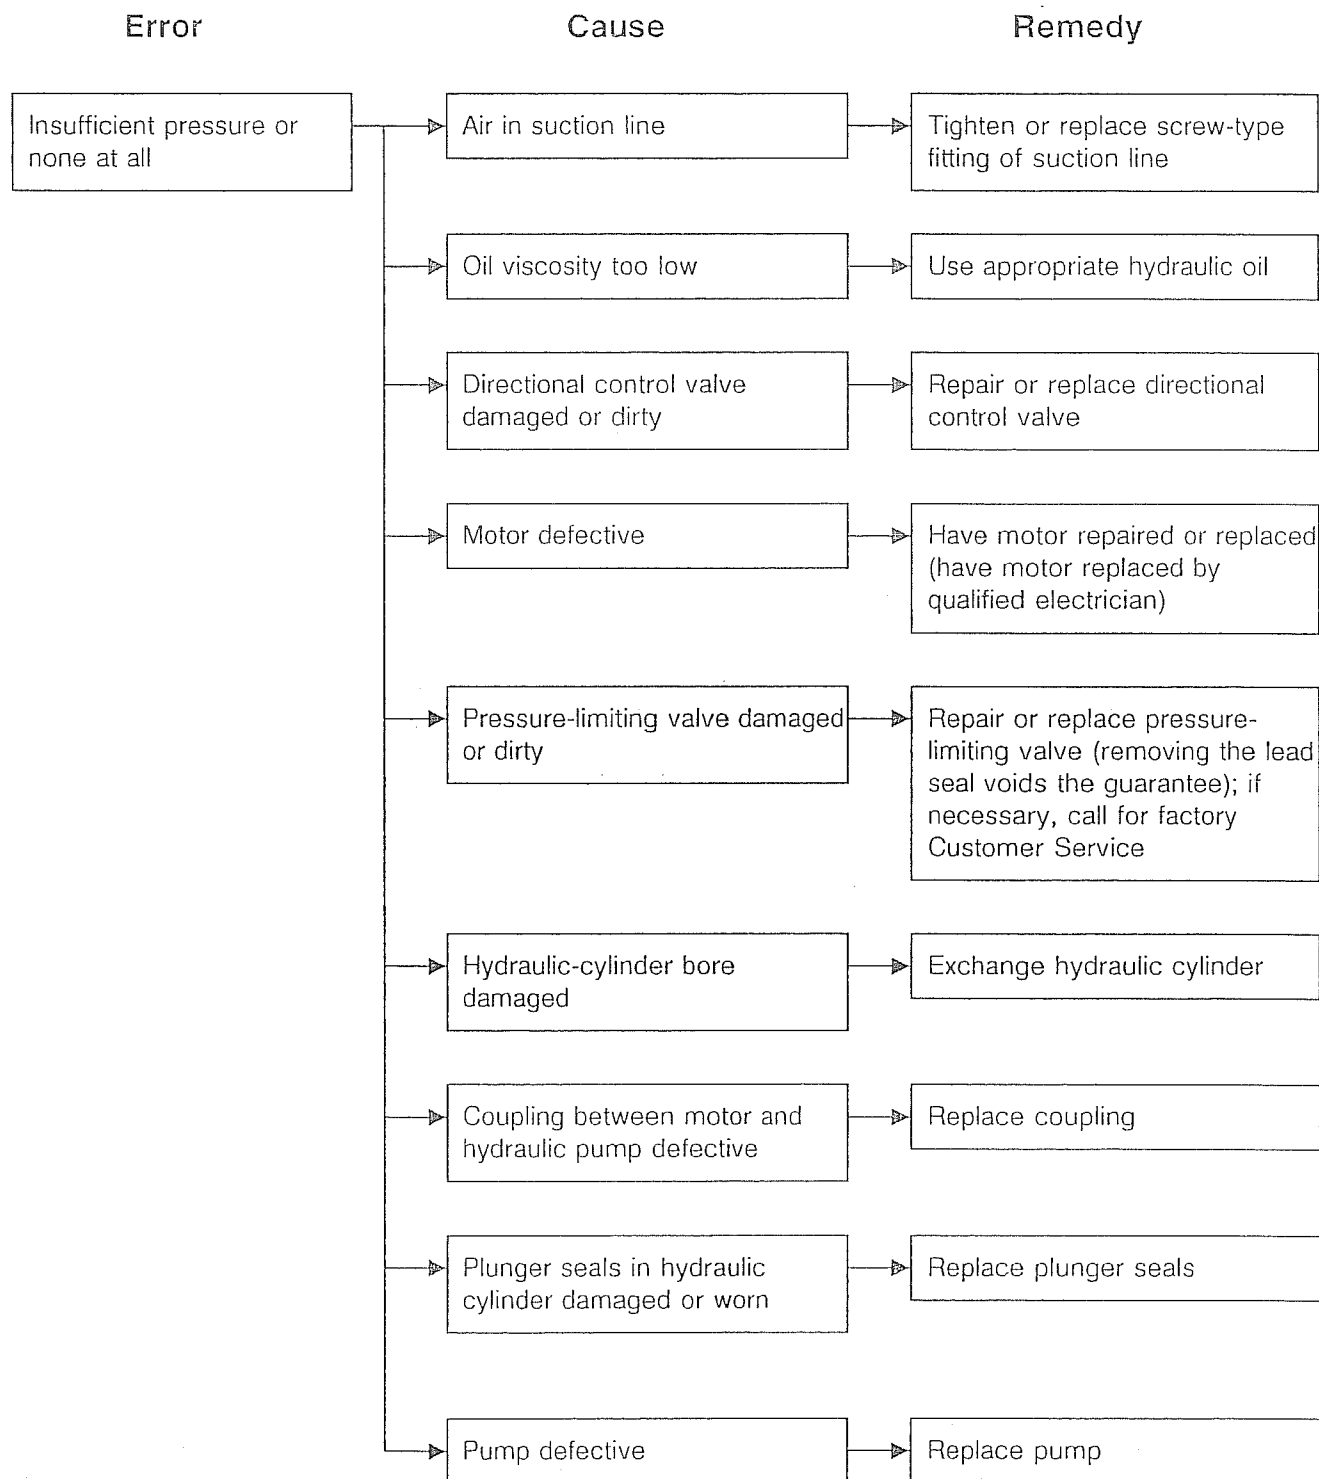 Error Cause Remedy
Insufficient pressure or
none at all
Air in suction line
Tighten or replace screw-type
fitting of suction line
Oil viscosity too low
Use appropriate hydraulic oil
Directional control valve
damaged or dirty
Repair or replace directional
control valve
Motor defective
Have motor repaired or replaced
(have motor replaced by
qualified electrician)
Pressure-limiting valve damaged
or dirty
Repair or replace pressure-
limiting valve (removing the lead
seal voids the guarantee); if
necessary, call for factory
Customer Service
Hydraulic-cylinder bore
damaged
Exchange hydraulic cylinder
Coupling between motor and
hydraulic pump defective
Replace coupling
Plunger seals in hydraulic
cylinder damaged or worn
Replace plunger seals
Pump defective
Replace pump